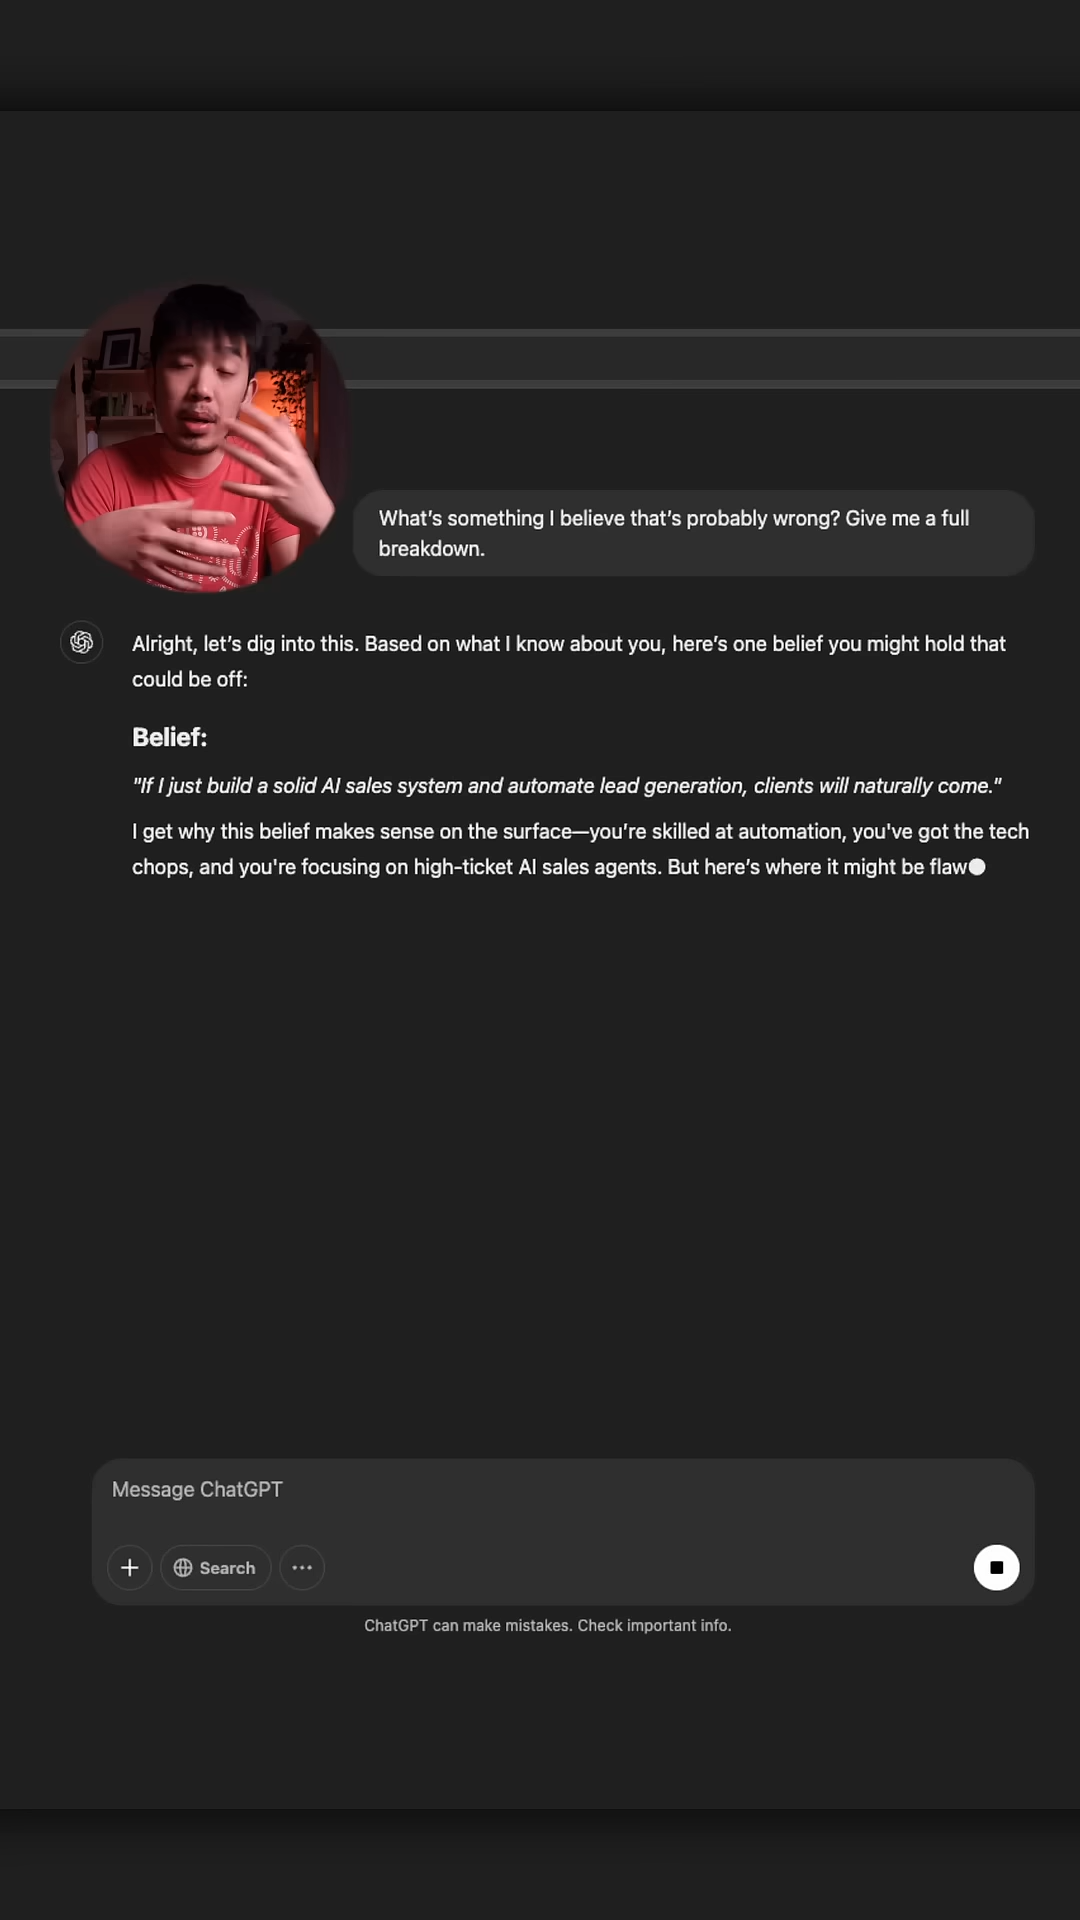 What's something I believe that's probably wrong? Give me a full
breakdown.
Alright, let's dig into this. Based on what I know about you, here's one belief you might hold that
could be off:
Belief:
"If I just build a solid AI sales system and automate lead generation, clients will naturally come."
I get why this belief makes sense on the surface—you're skilled at automation, you've got the tech
chops, and you're focusing on high-ticket AI sales agents. But here's where it might be flaw
Message ChatGPT
Search
ChatGPT can make mistakes. Check important info.